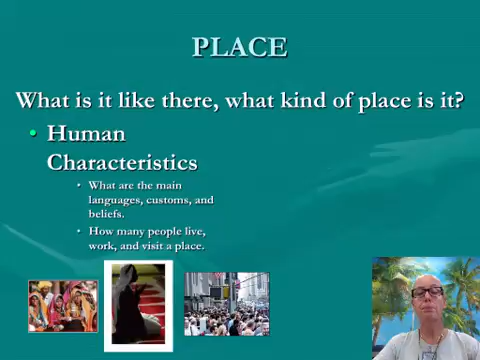 PLACE
What is it like there, what kind of place is it?
• Human
Characteristics
• What are the main
languages, customs, and
beliefs.
• How many people live,
work, and visit a place.